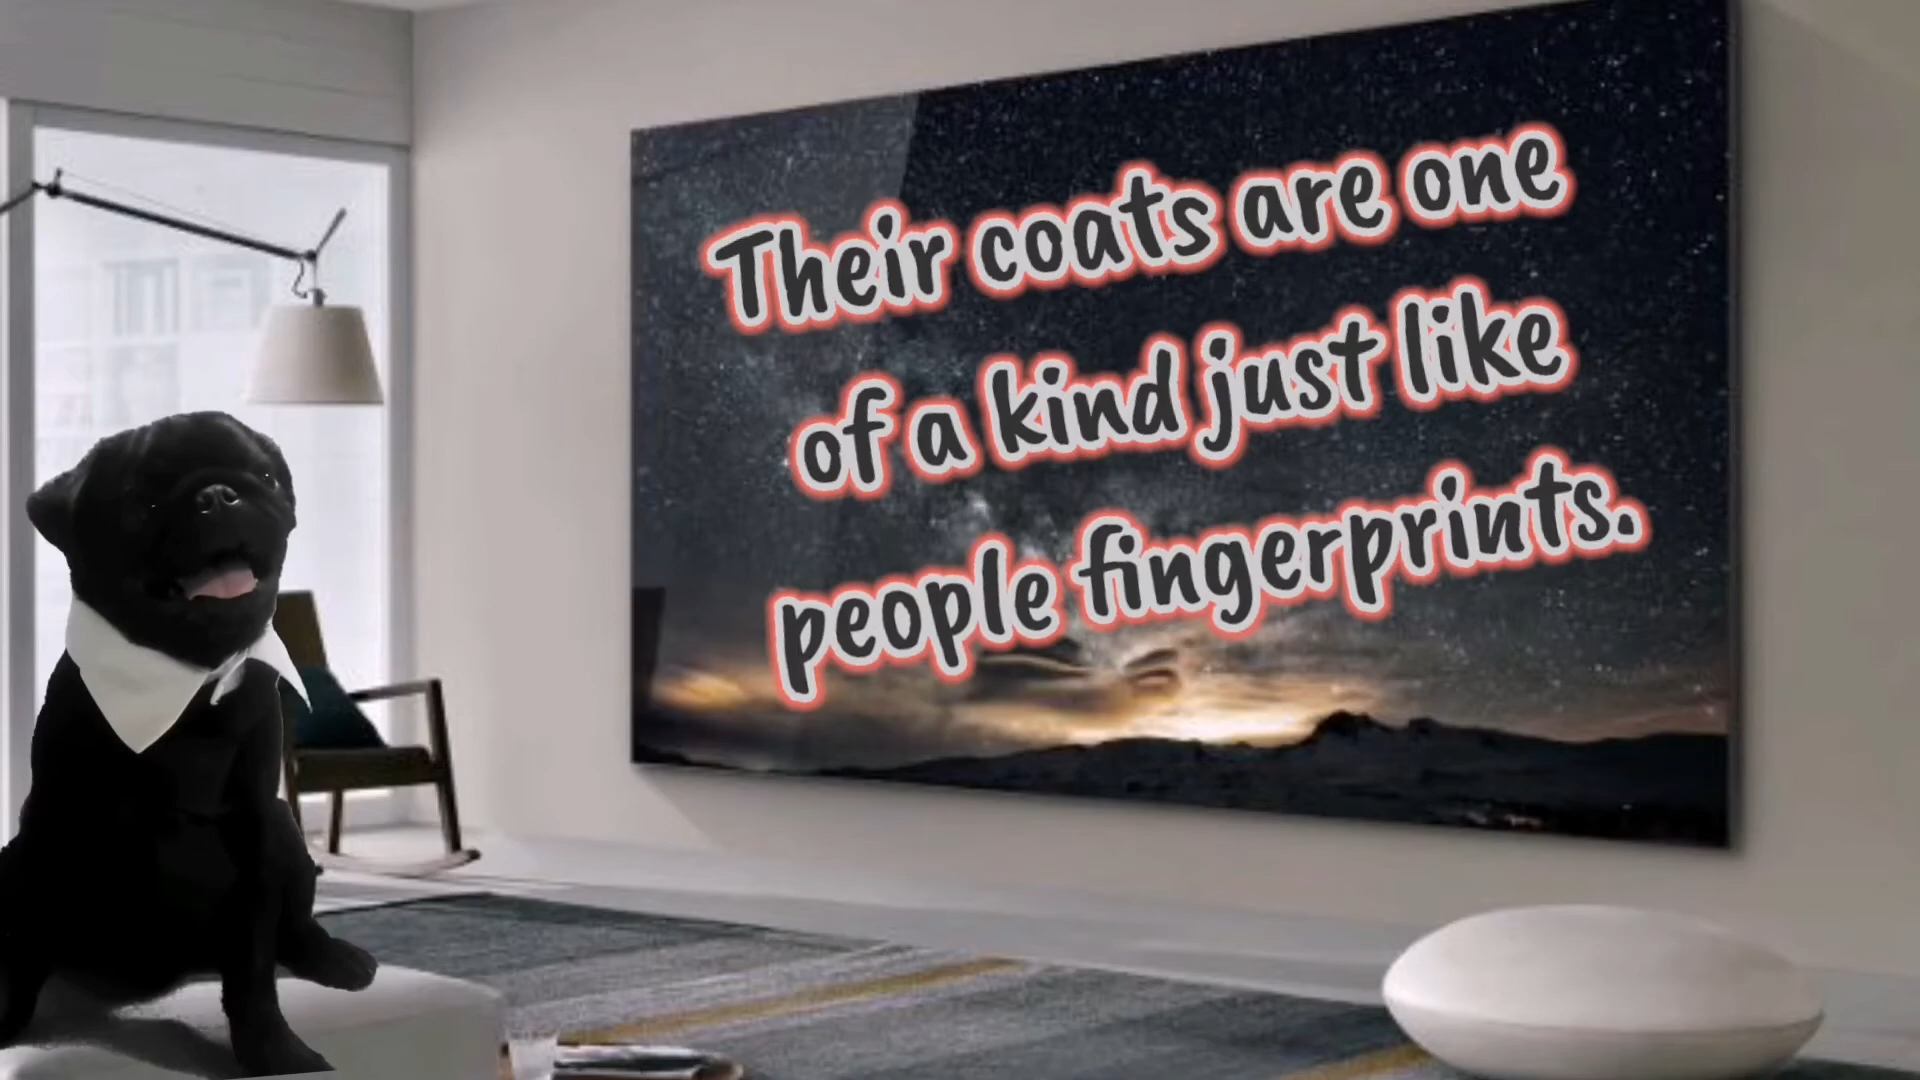 Their coats are one
of a kind just like
people fingerprints.